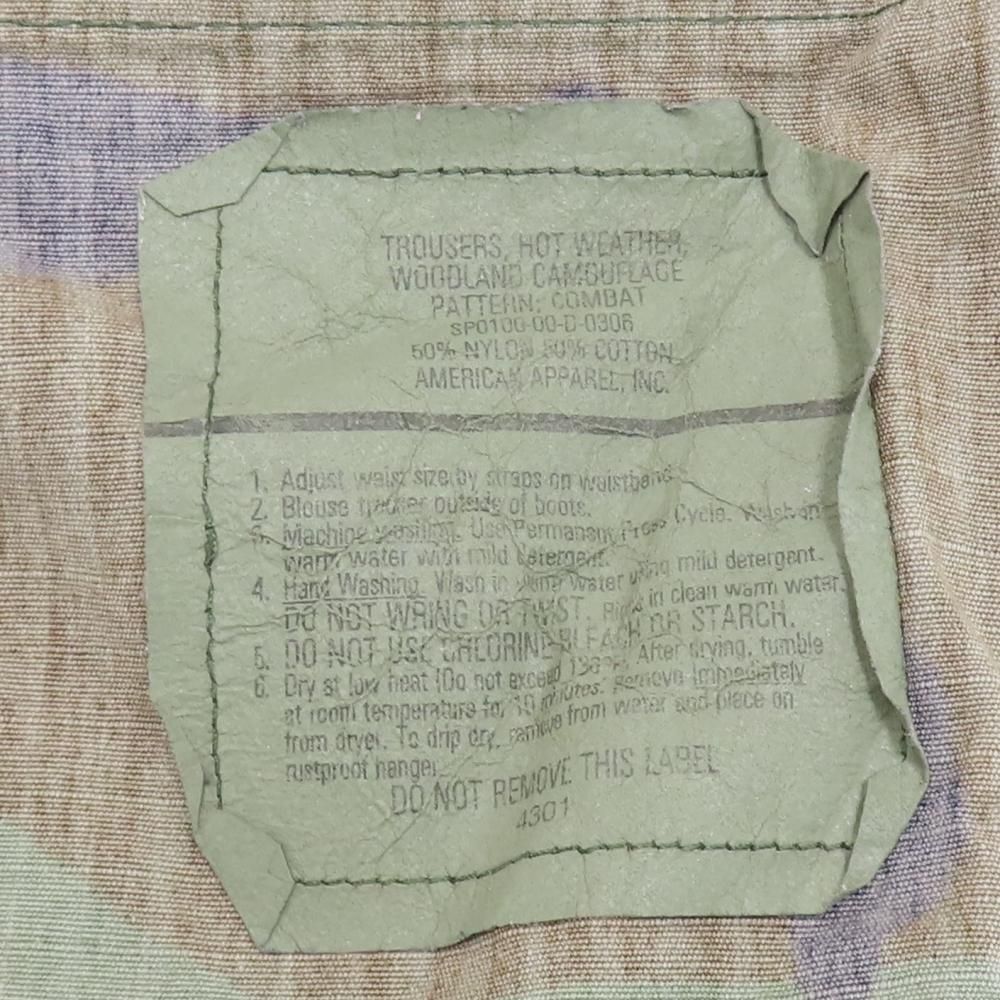 TROUSERS, HOT WEATHER,
WOODLAND CAMOUFLAGE
PATTERN: COMBAT
SP0100-00-D-0306
50% NYLON 50% COTTON
AMERICAN APPAREL, INC.
1. Adjust waist size by straps on waistband
2. Blouse trouser outside of boots.
3. Machine washing. Use Permanent Press Cycle. Wash in
warm water with mild detergent.
4. Hand Washing. Wash in warm water using mild detergent.
DO NOT WRING OR TWIST. Rinse in clean warm water.
5. DO NOT USE CHLORINE BLEACH OR STARCH.
6. Dry at low heat (Do not exceed 130°F. After drying, tumble
at room temperature for 10 minutes. Remove immediately
from dryer. To drip dry, remove from water and place on
rustproof hanger.
DO NOT REMOVE THIS LABEL
4301